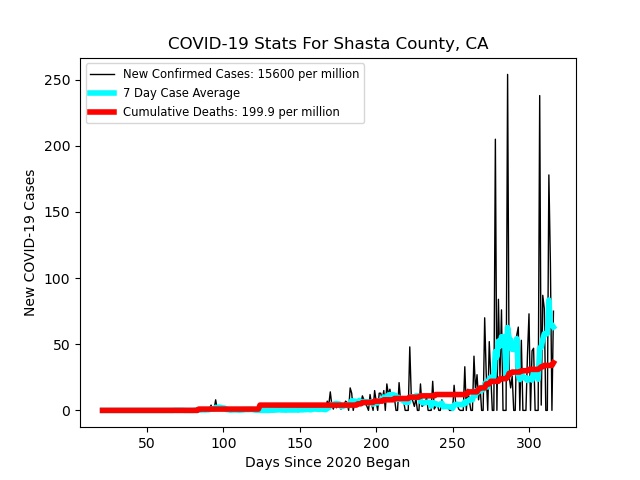 COVID-19 Stats For Shasta County, CA
New Confirmed Cases: 15600 per million
7 Day Case Average
Cumulative Deaths: 199.9 per million
New COVID-19 Cases
250
200
150
100
50
0
50 100 150 200 250 300
Days Since 2020 Began